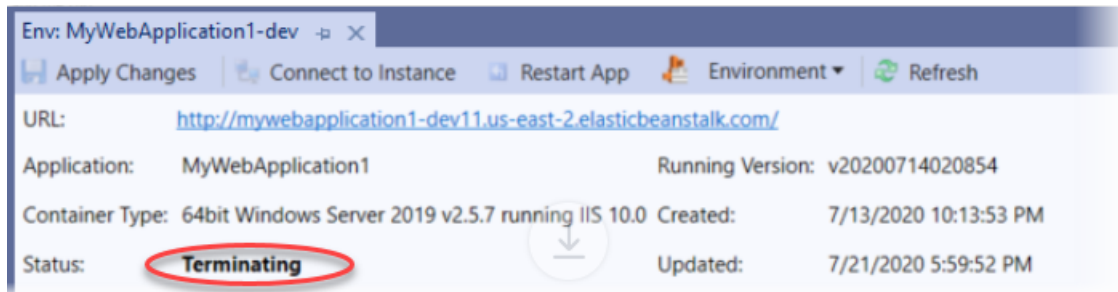 Env: MyWebApplication1-dev
Apply Changes Connect to Instance Restart App Environment Refresh
URL: http://mywebapplication1-dev11.us-east-2.elasticbeanstalk.com/
Application: MyWebApplication1 Running Version: v20200714020854
Container Type: 64bit Windows Server 2019 v2.5.7 running IIS 10.0 Created: 7/13/2020 10:13:53 PM
Status: Terminating Updated: 7/21/2020 5:59:52 PM